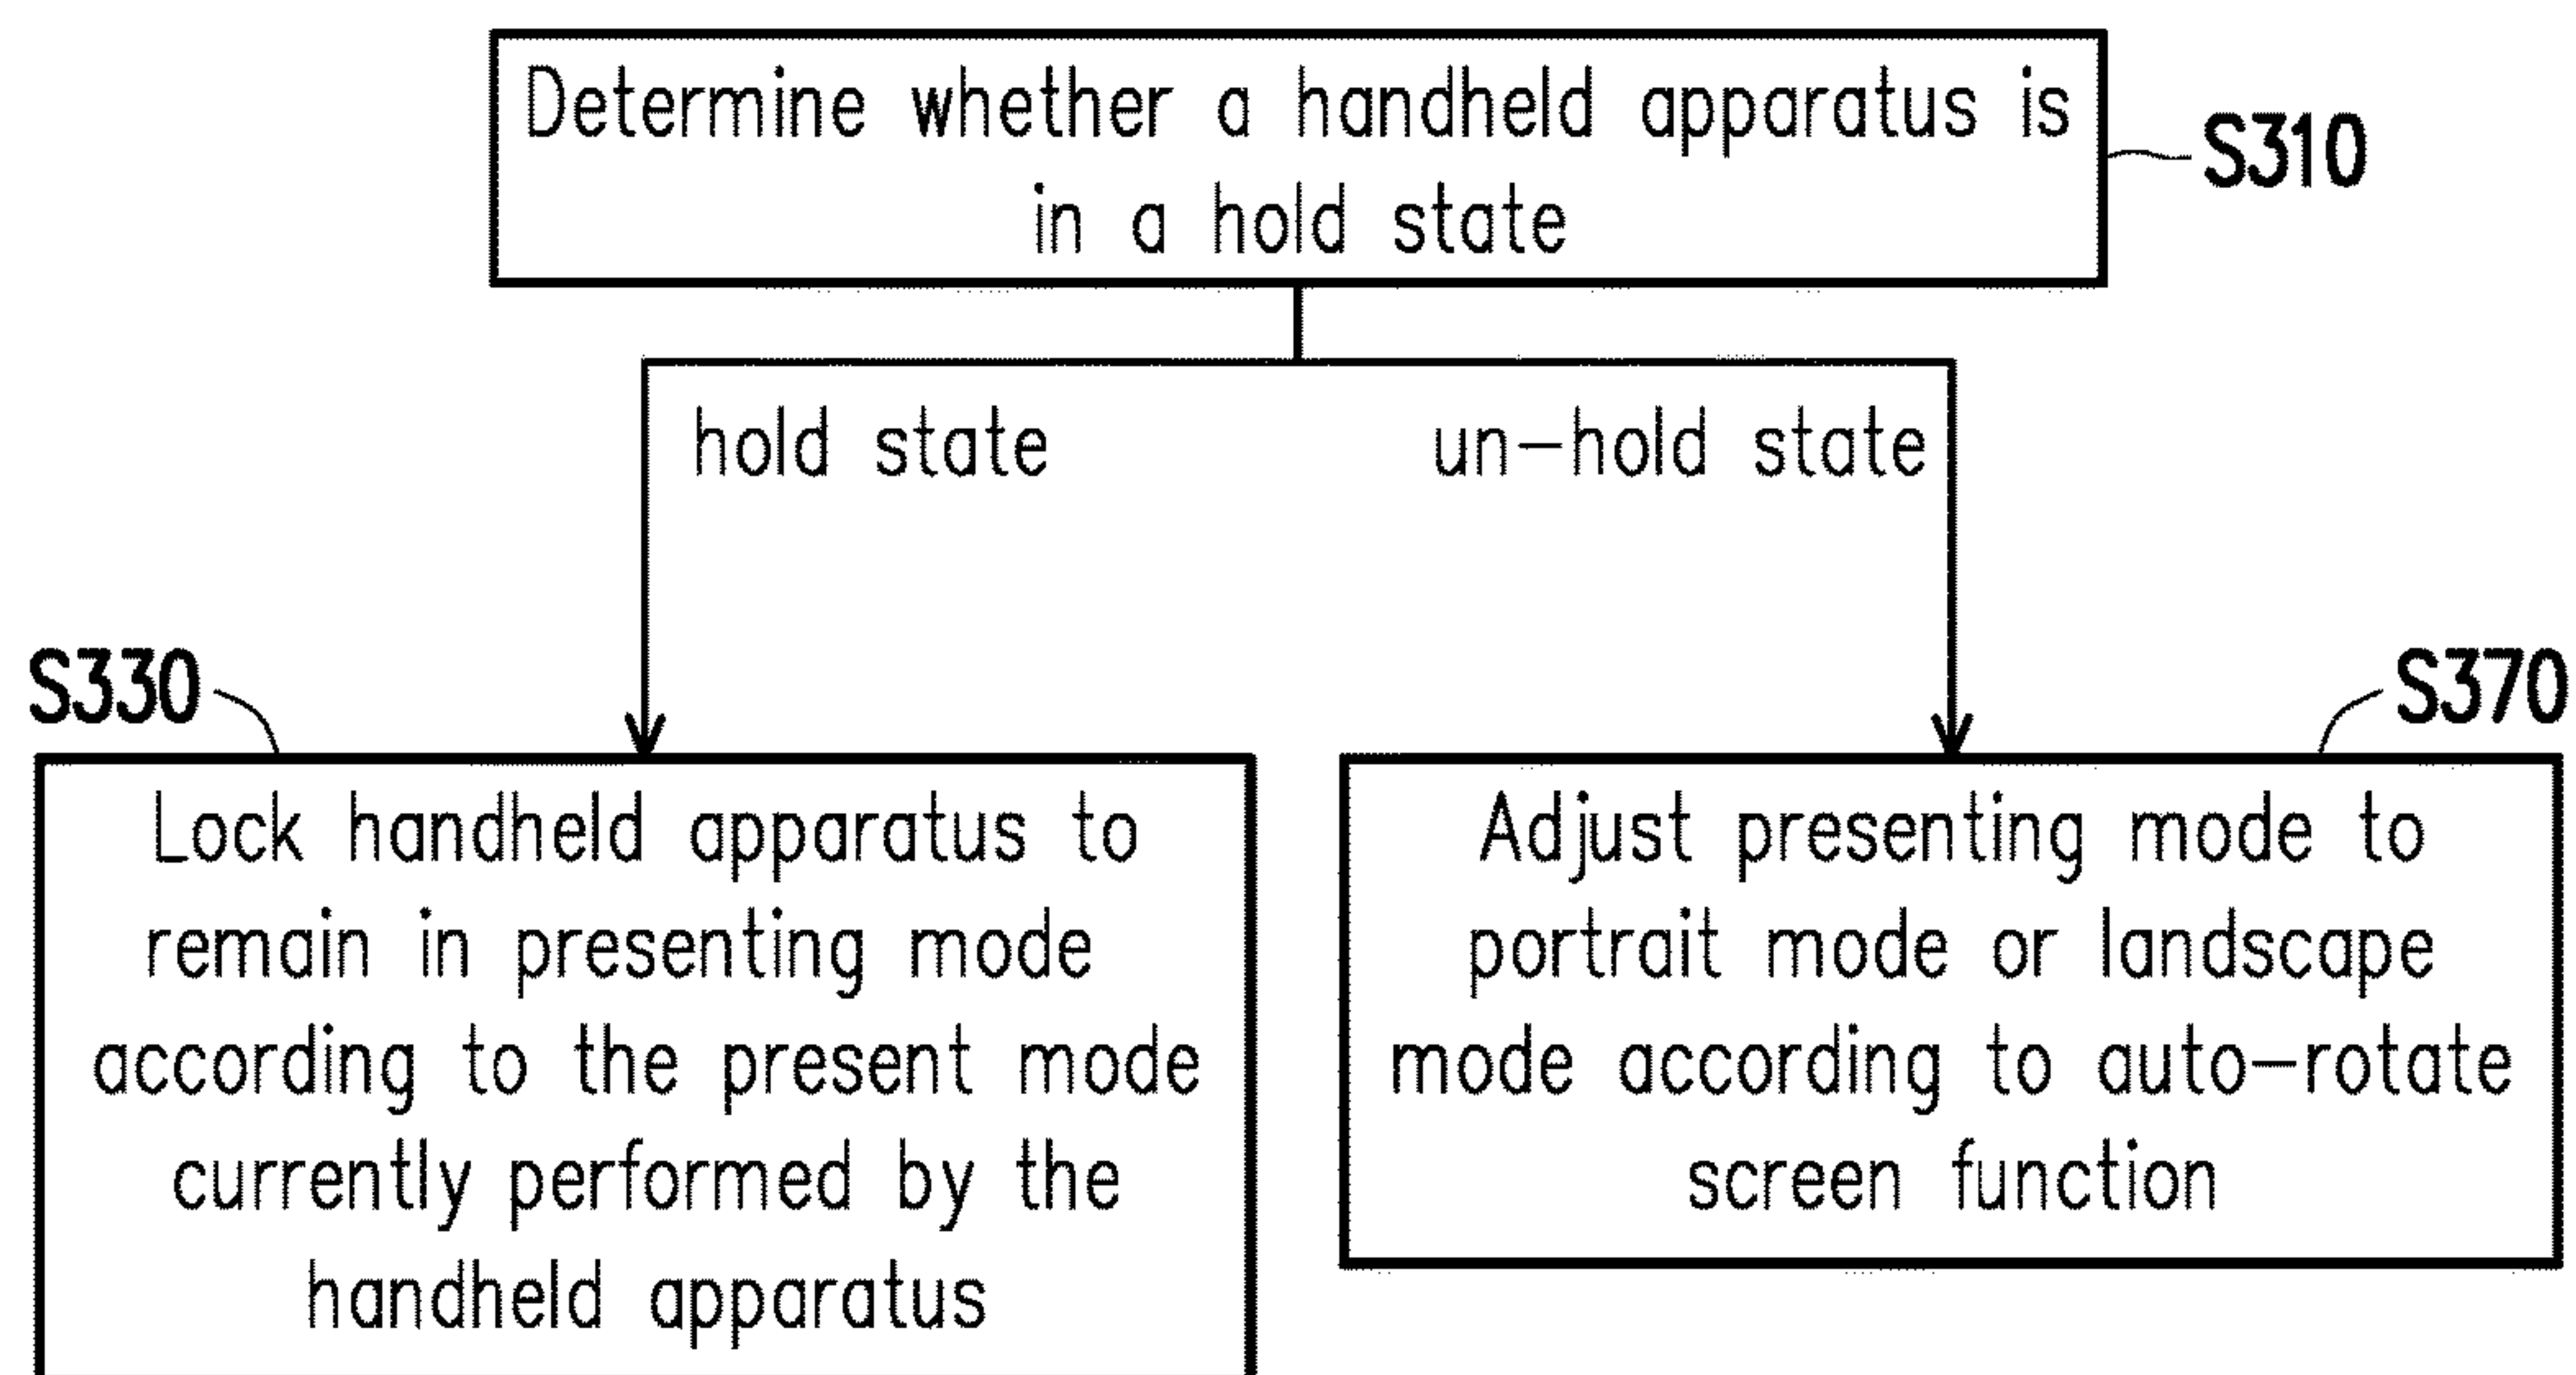 Determine whether a handheld apparatus is
in a hold state
S310
hold state
un-hold state
S330
Lock handheld apparatus to
remain in presenting mode
according to the present mode
currently performed by the
handheld apparatus
S370
Adjust presenting mode to
portrait mode or landscape
mode according to auto-rotate
screen function